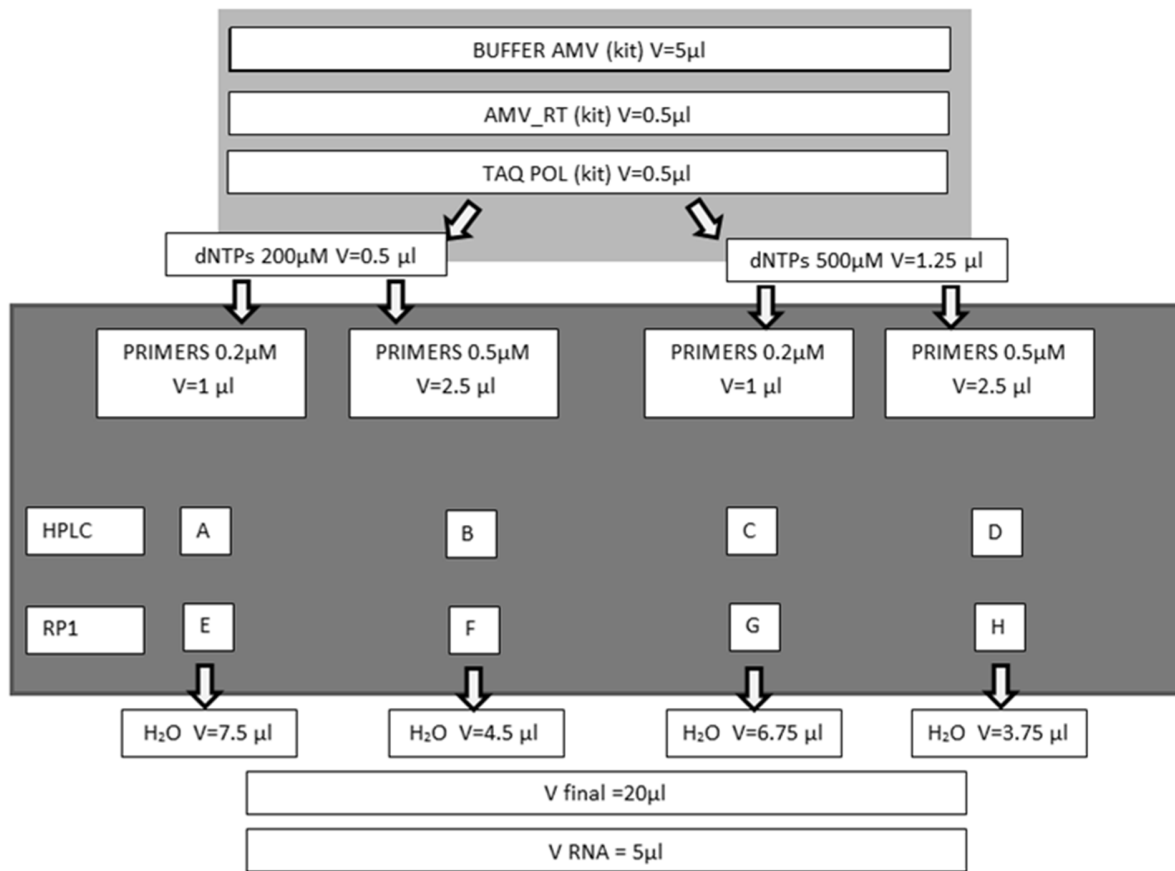 BUFFER AMV (kit) V=5µl
AMV_RT (kit) V=0.5µl
TAQ POL (kit) V=0.5µl
dNTPs 200µM V=0.5 µl
dNTPs 500µM V=1.25 µl
PRIMERS 0.2µM
V=1 µl
PRIMERS 0.5µM
V=2.5 µl
PRIMERS 0.2µM
V=1 µl
PRIMERS 0.5µM
V=2.5 µl
HPLC
A
B
C
D
RP1
E
F
G
H
H₂O V=7.5 µl
H₂O V=4.5 µl
H₂O V=6.75 µl
H₂O V=3.75 µl
V final =20µl
V RNA = 5µl